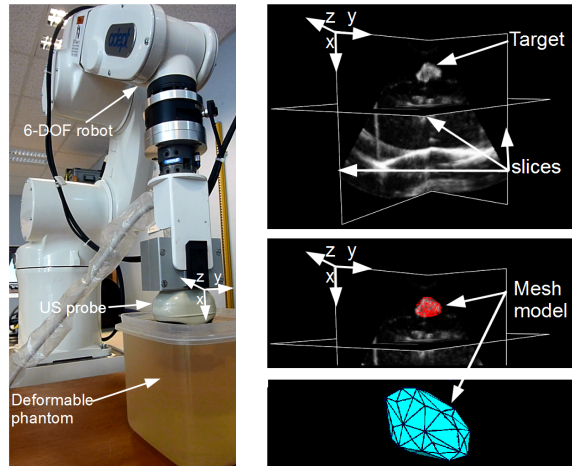 6-DOF robot
z
y
x
US probe
Deformable
phantom
z
y
x
Target
slices
z
y
x
Mesh
model